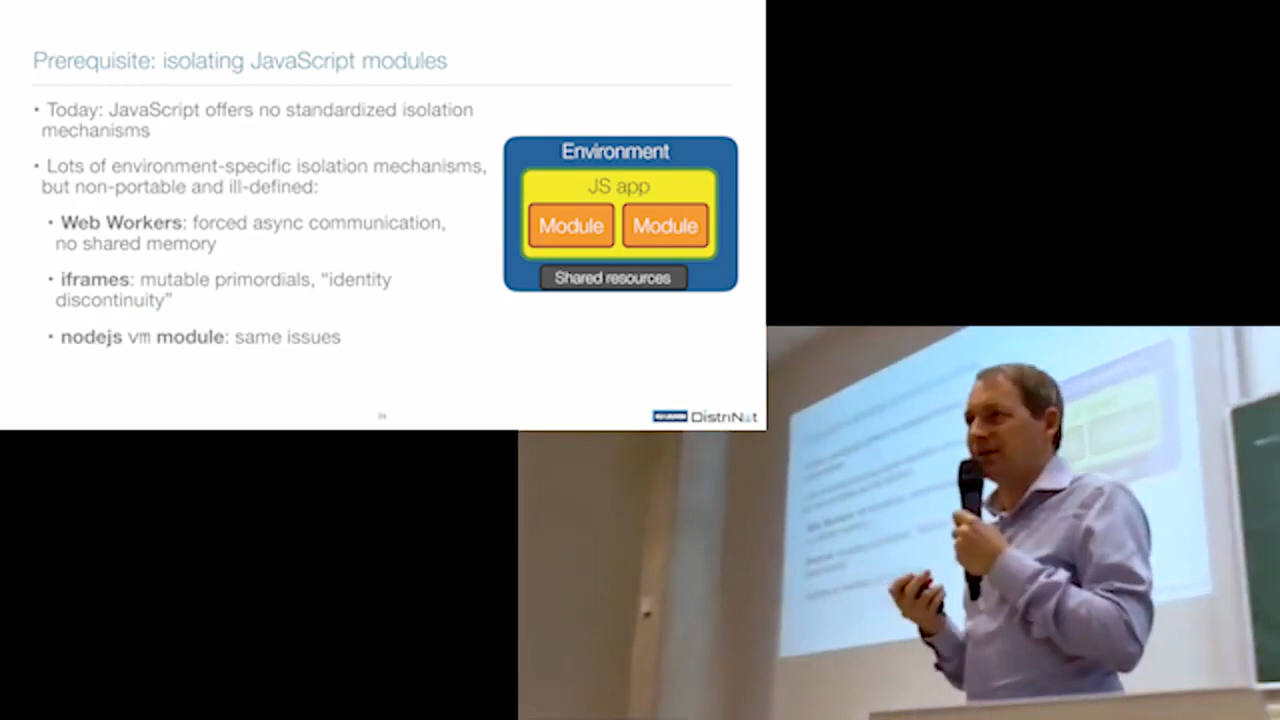 Prerequisite: isolating JavaScript modules
• Today: JavaScript offers no standardized isolation
mechanisms
• Lots of environment-specific isolation mechanisms,
but non-portable and ill-defined:
• Web Workers: forced async communication,
no shared memory
• iframes: mutable primordials, “identity
discontinuity”
• nodejs vm module: same issues
Environment
JS app
Module Module
Shared resources
DistriNet